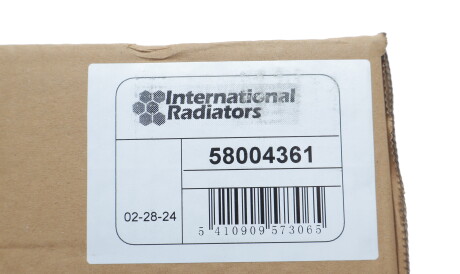 International
Radiators
58004361
02-28-24
5 410909 573065